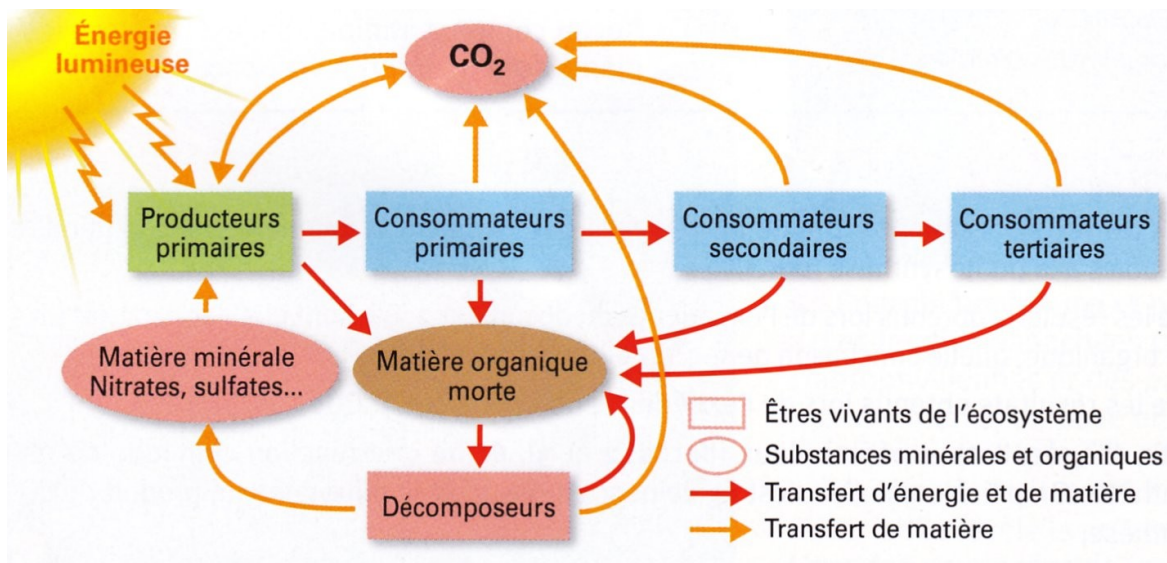 Énergie
lumineuse
CO₂
Producteurs
primaires
Consommateurs
primaires
Consommateurs
secondaires
Consommateurs
tertiaires
Matière minérale
Nitrates, sulfates...
Matière organique
morte
Décomposeurs
Êtres vivants de l'écosystème
Substances minérales et organiques
Transfert d'énergie et de matière
Transfert de matière